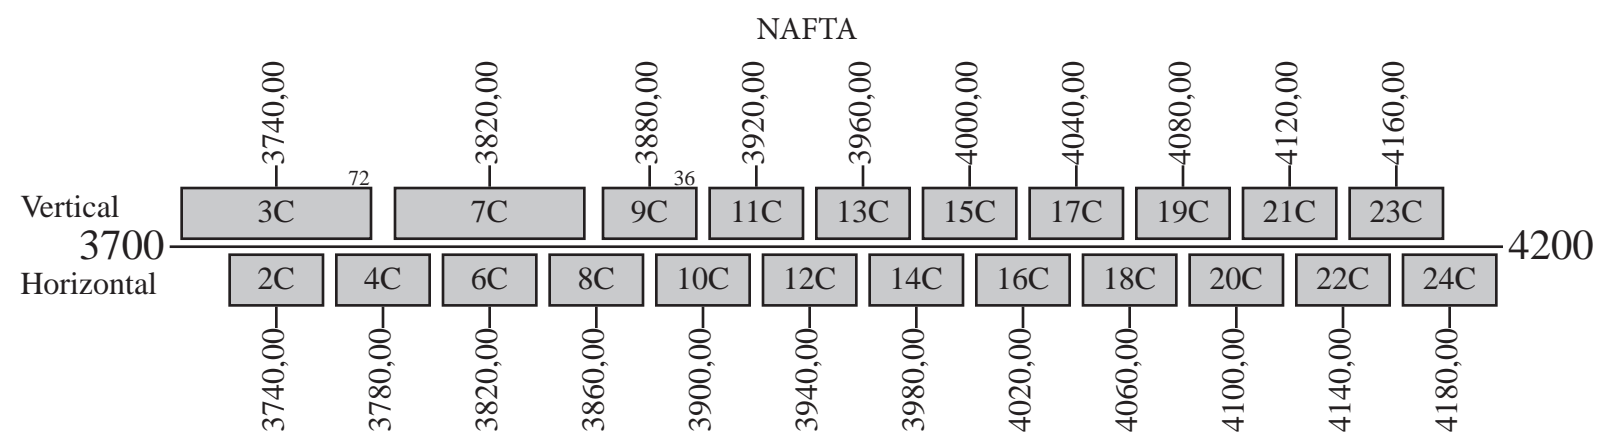 NAFTA
3740,00 3820,00 3880,00 3920,00 3960,00 4000,00 4040,00 4080,00 4120,00 4160,00
72 36
Vertical 3C 7C 9C 11C 13C 15C 17C 19C 21C 23C
3700 4200
Horizontal 2C 4C 6C 8C 10C 12C 14C 16C 18C 20C 22C 24C
3740,00 3780,00 3820,00 3860,00 3900,00 3940,00 3980,00 4020,00 4060,00 4100,00 4140,00 4180,00